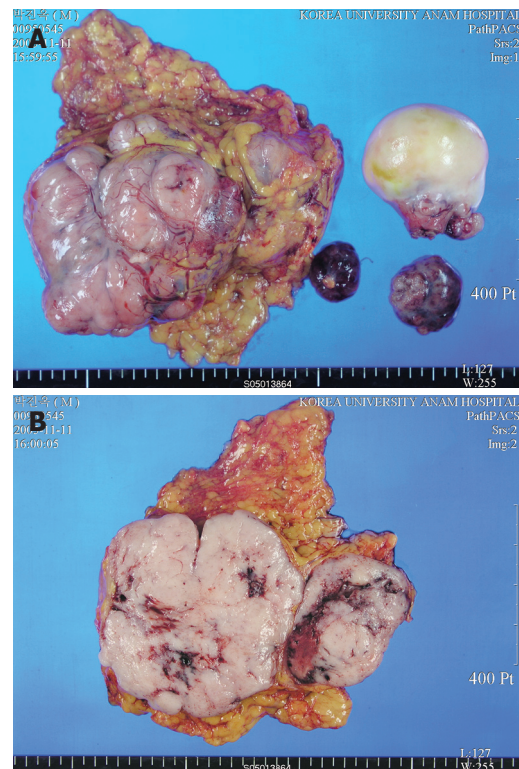 ( M )
A
15:59:55
KOREA UNIVERSITY ANAM HOSPITAL
PathPACS
Srs:2
Img:1
400 Pt
L:127
W:255
S05013864
( M )
B
16:00:05
KOREA UNIVERSITY ANAM HOSPITAL
PathPACS
Srs:2
Img:2
400 Pt
L:127
W:255
S05013864